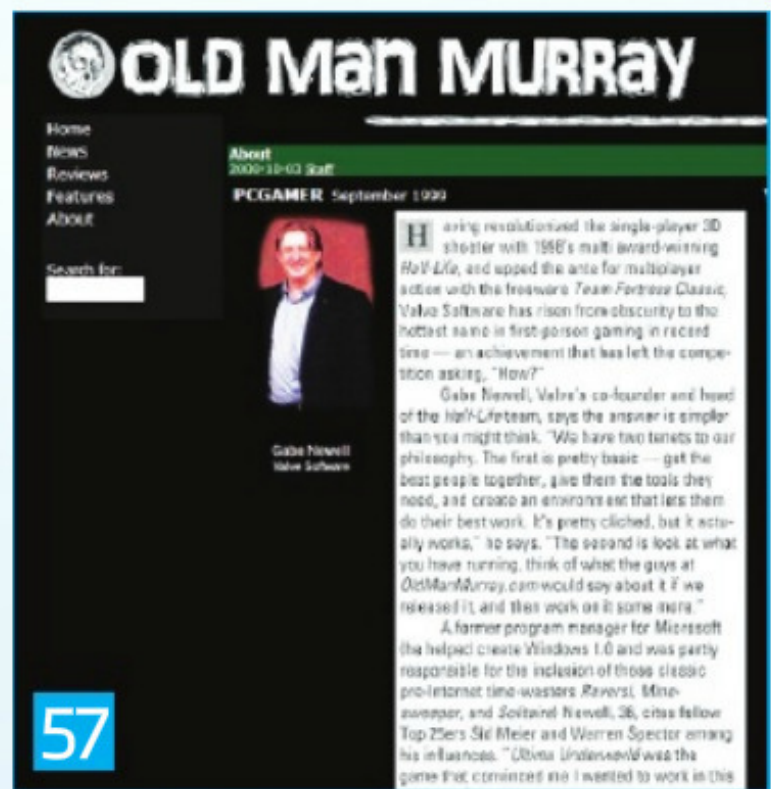 OLD MAN MURRAY
Home
News
Reviews
Features
About
Search for:
About
2000-10-03 Staff
PCGAMER September 1999
Gabe Newell
Valve Software
Having revolutionized the single-player 3D
shooter with 1998's multi award-winning
Half-Life, and upped the ante for multiplayer
action with the freeware Team Fortress Classic,
Valve Software has risen from obscurity to the
hottest name in first-person gaming in record
time — an achievement that has left the compe-
tition asking, "How?"
Gabe Newell, Valve's co-founder and head
of the Half-Life team, says the answer is simpler
than you might think. "We have two tenets to our
philosophy. The first is pretty basic — get the
best people together, give them the tools they
need, and create an environment that lets them
do their best work. It's pretty cliched, but it actu-
ally works," he says. "The second is look at what
you have running, think of what the guys at
OldManMurray.com would say about it if we
released it, and then work on it some more."
A former program manager for Microsoft
(he helped create Windows 1.0 and was partly
responsible for the inclusion of those classic
pre-Internet time-wasters Reversi, Mine-
sweeper, and Solitaire) Newell, 36, cites fellow
Top 25ers Sid Meier and Warren Spector among
his influences. "Ultima Underworld was the
game that convinced me I wanted to work in this
57